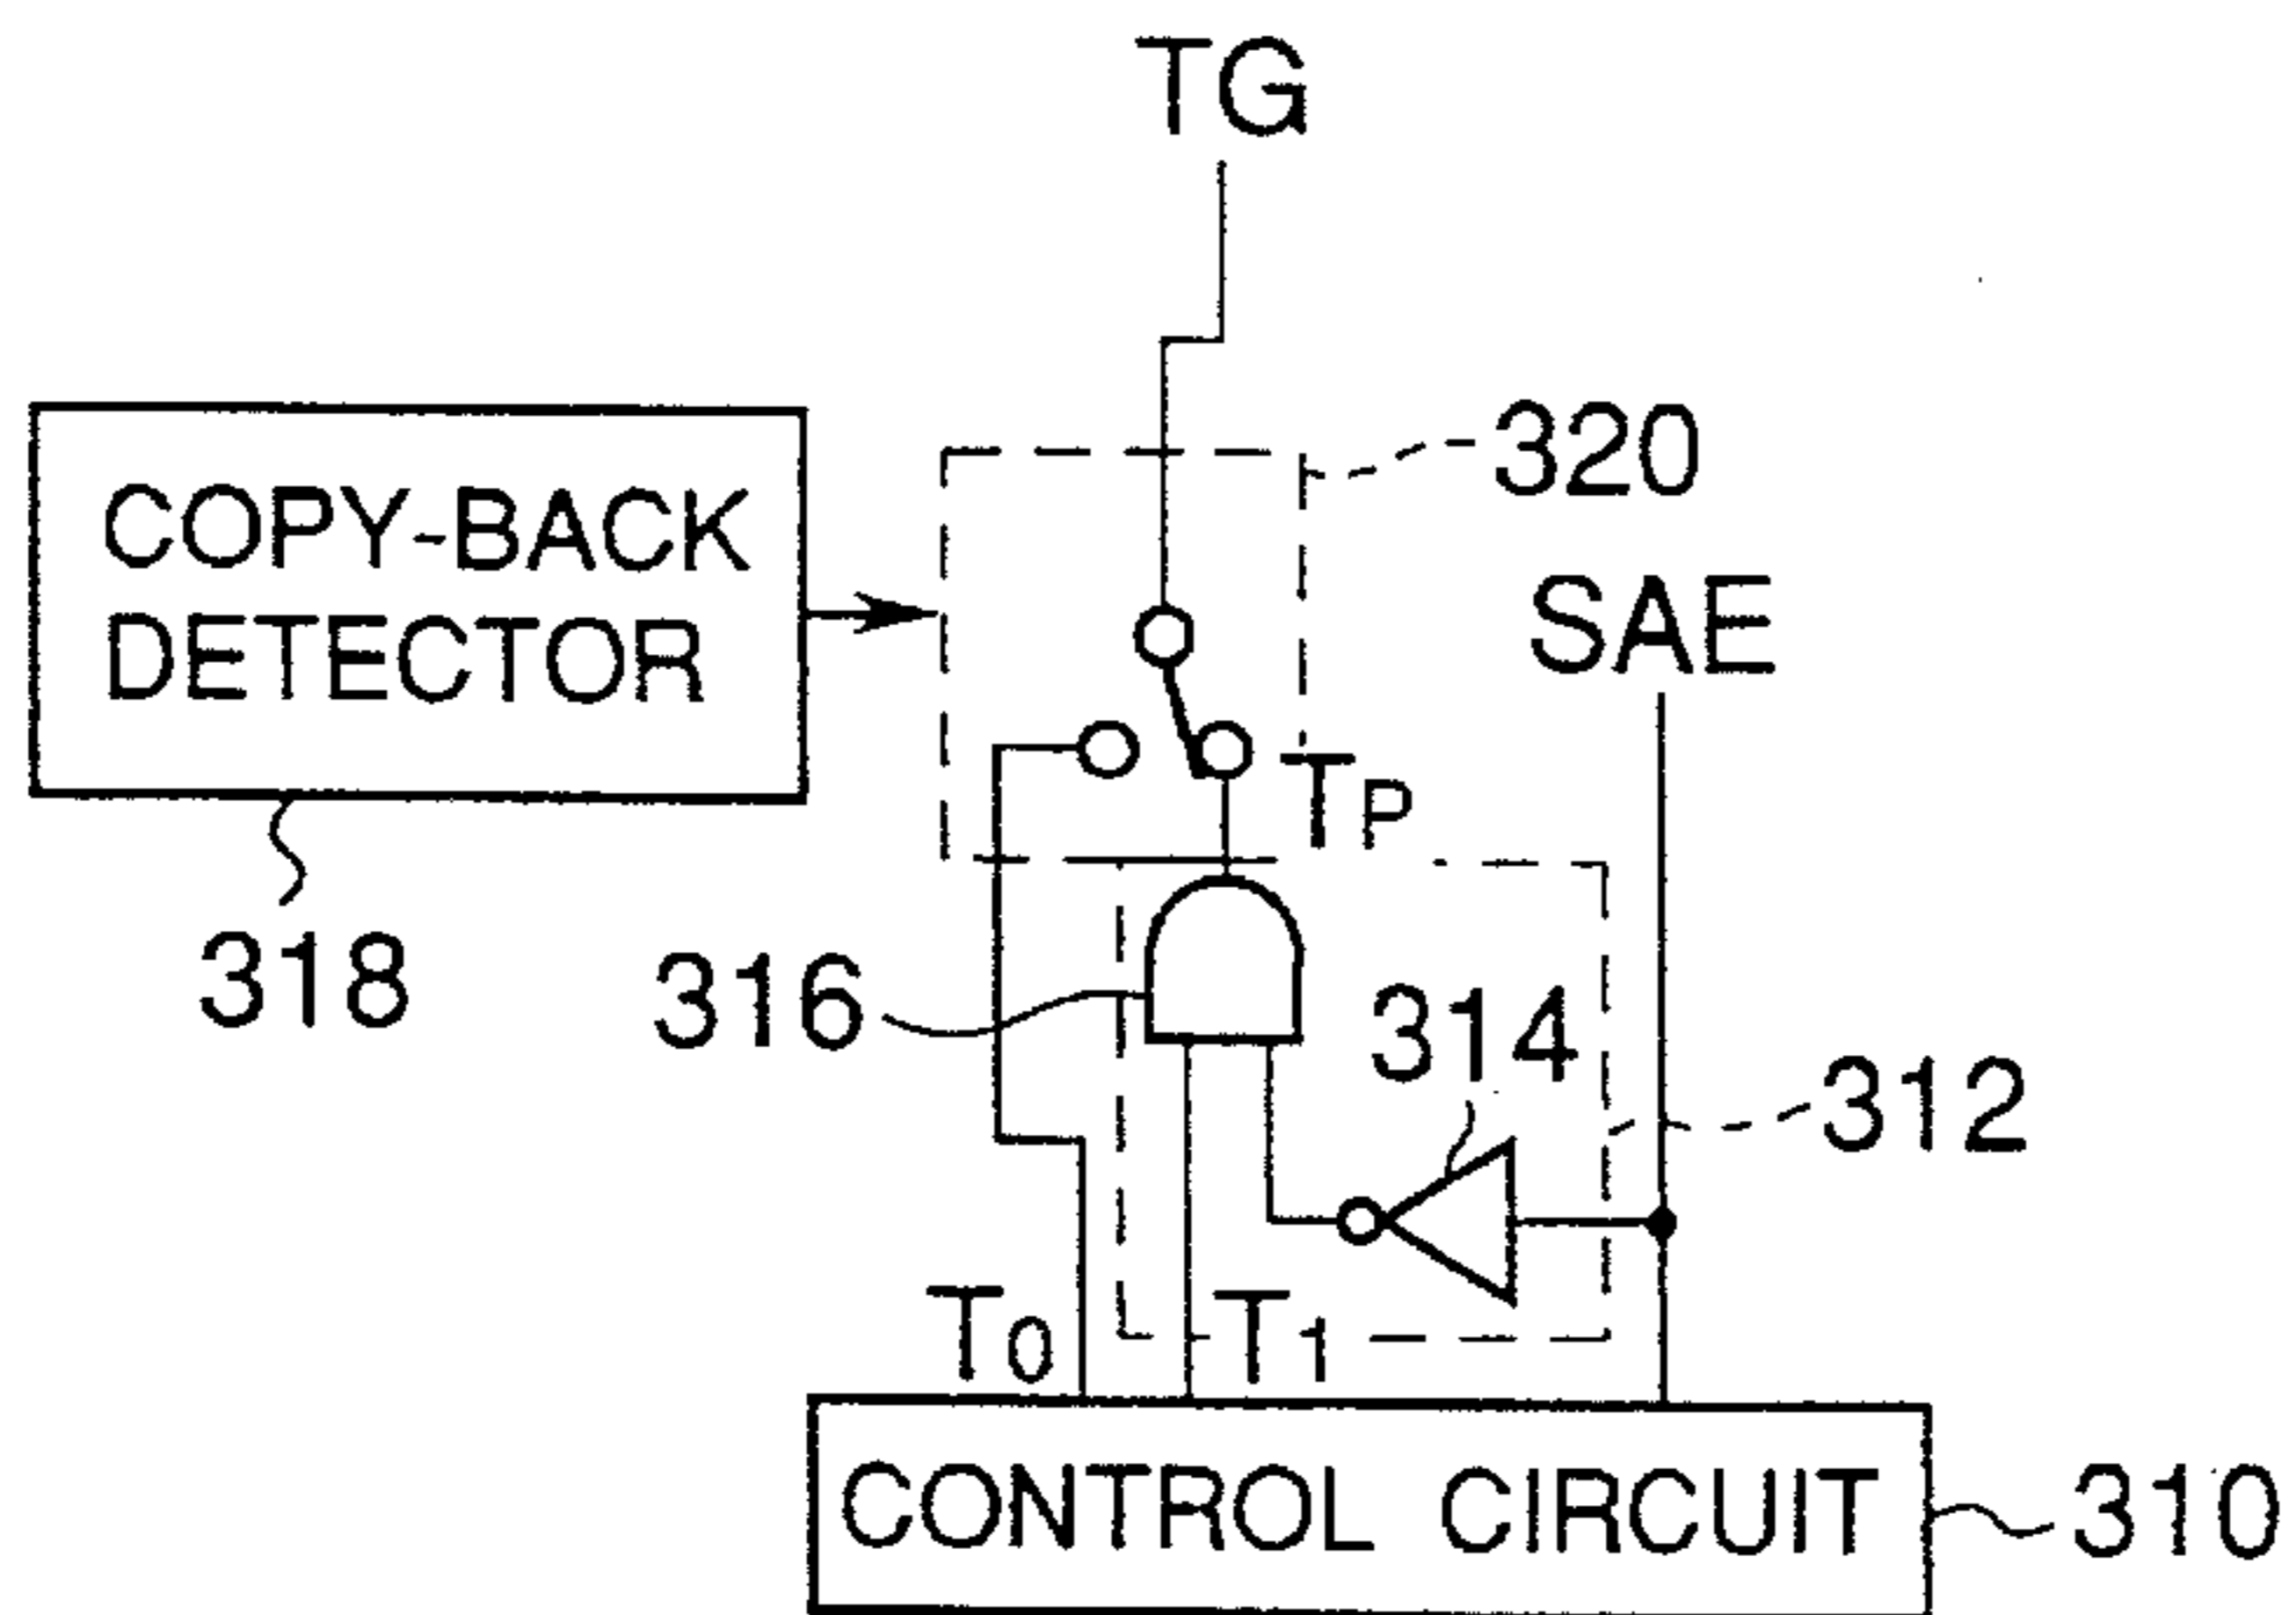 TG
320
COPY-BACK
DETECTOR
SAE
TP
318
316
314
312
T0
T1
CONTROL CIRCUIT
310